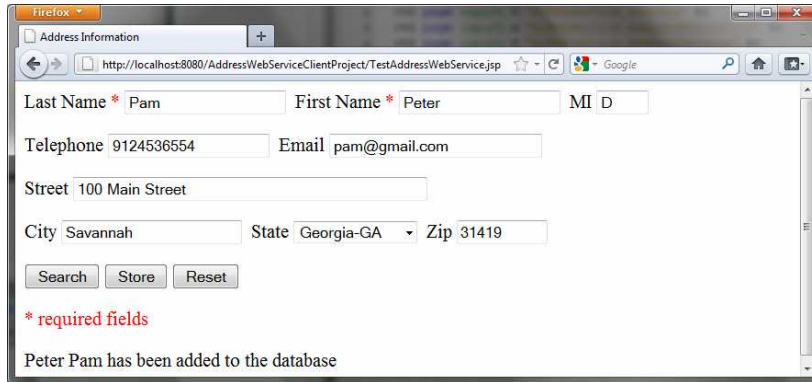 Firefox
Address Information
http://localhost:8080/AddressWebServiceClientProject/TestAddressWebService.jsp Google
Last Name * Pam First Name * Peter MI D
Telephone 9124536554 Email pam@gmail.com
Street 100 Main Street
City Savannah State Georgia-GA Zip 31419
Search Store Reset
* required fields
Peter Pam has been added to the database